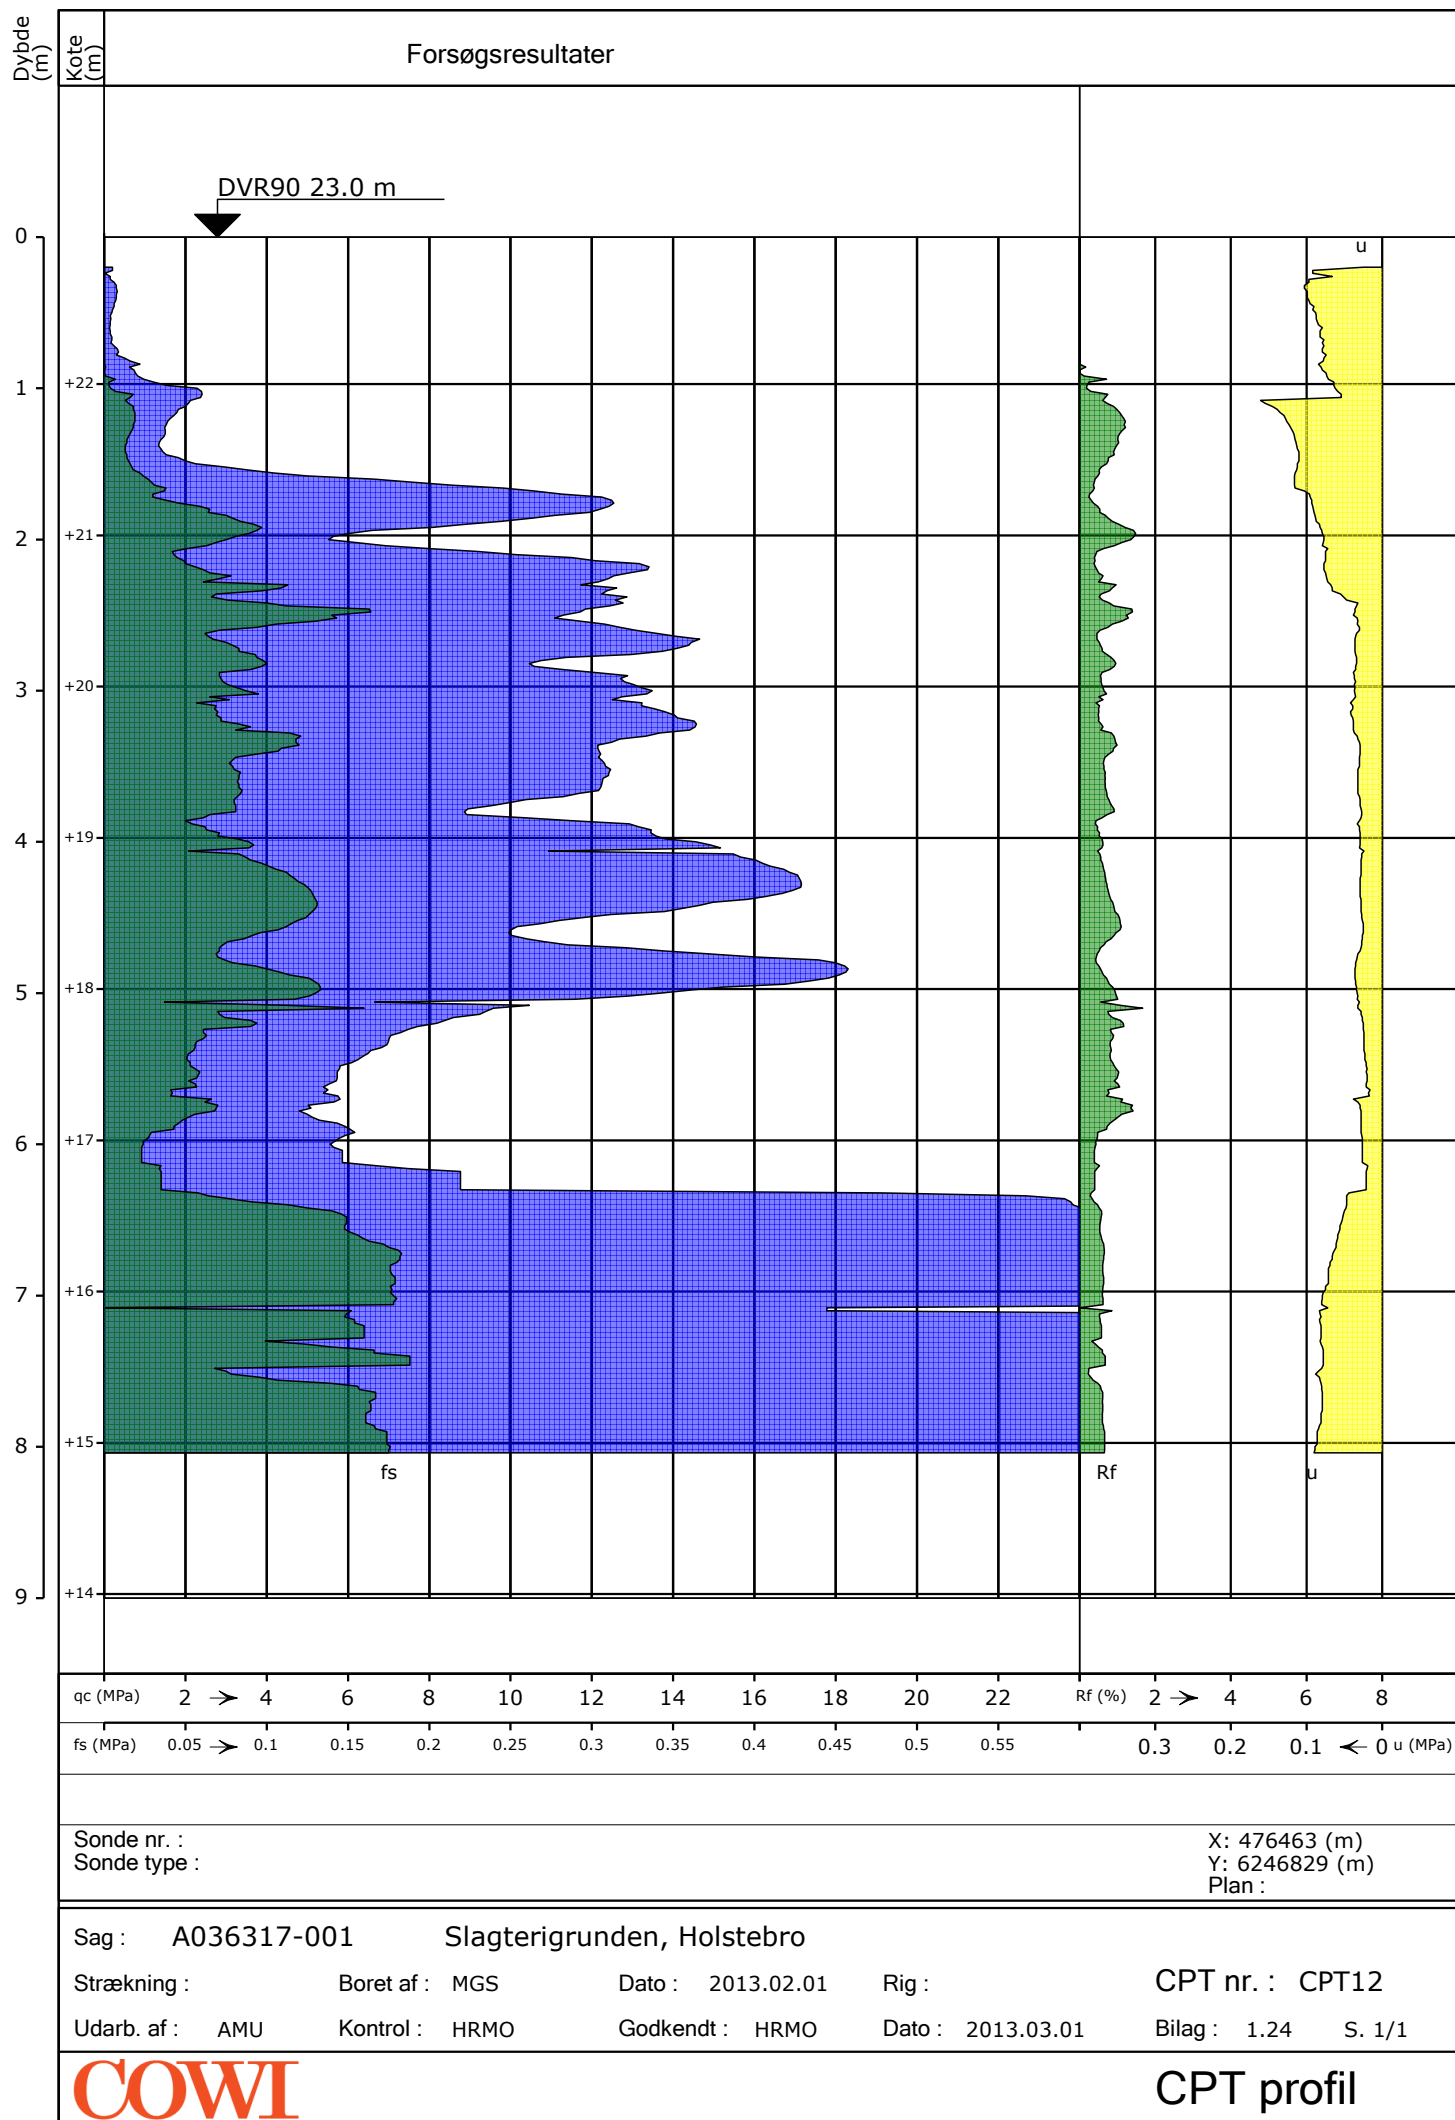 Dybde (m)
Kote (m)
Forsøgsresultater
DVR90 23.0 m
u
0
1
2
3
4
5
6
7
8
9
+22
+21
+20
+19
+18
+17
+16
+15
+14
fs
Rf
u
qc (MPa) 2 4 6 8 10 12 14 16 18 20 22 Rf (%) 2 4 6 8
fs (MPa) 0.05 0.1 0.15 0.2 0.25 0.3 0.35 0.4 0.45 0.5 0.55 0.3 0.2 0.1 0 u (MPa)
Sonde nr. :
Sonde type :
X: 476463 (m)
Y: 6246829 (m)
Plan :
Sag : A036317-001 Slagterigrunden, Holstebro
Strækning : Boret af : MGS Dato : 2013.02.01 Rig : CPT nr. : CPT12
Udarb. af : AMU Kontrol : HRMO Godkendt : HRMO Dato : 2013.03.01 Bilag : 1.24 S. 1/1
COWI
CPT profil